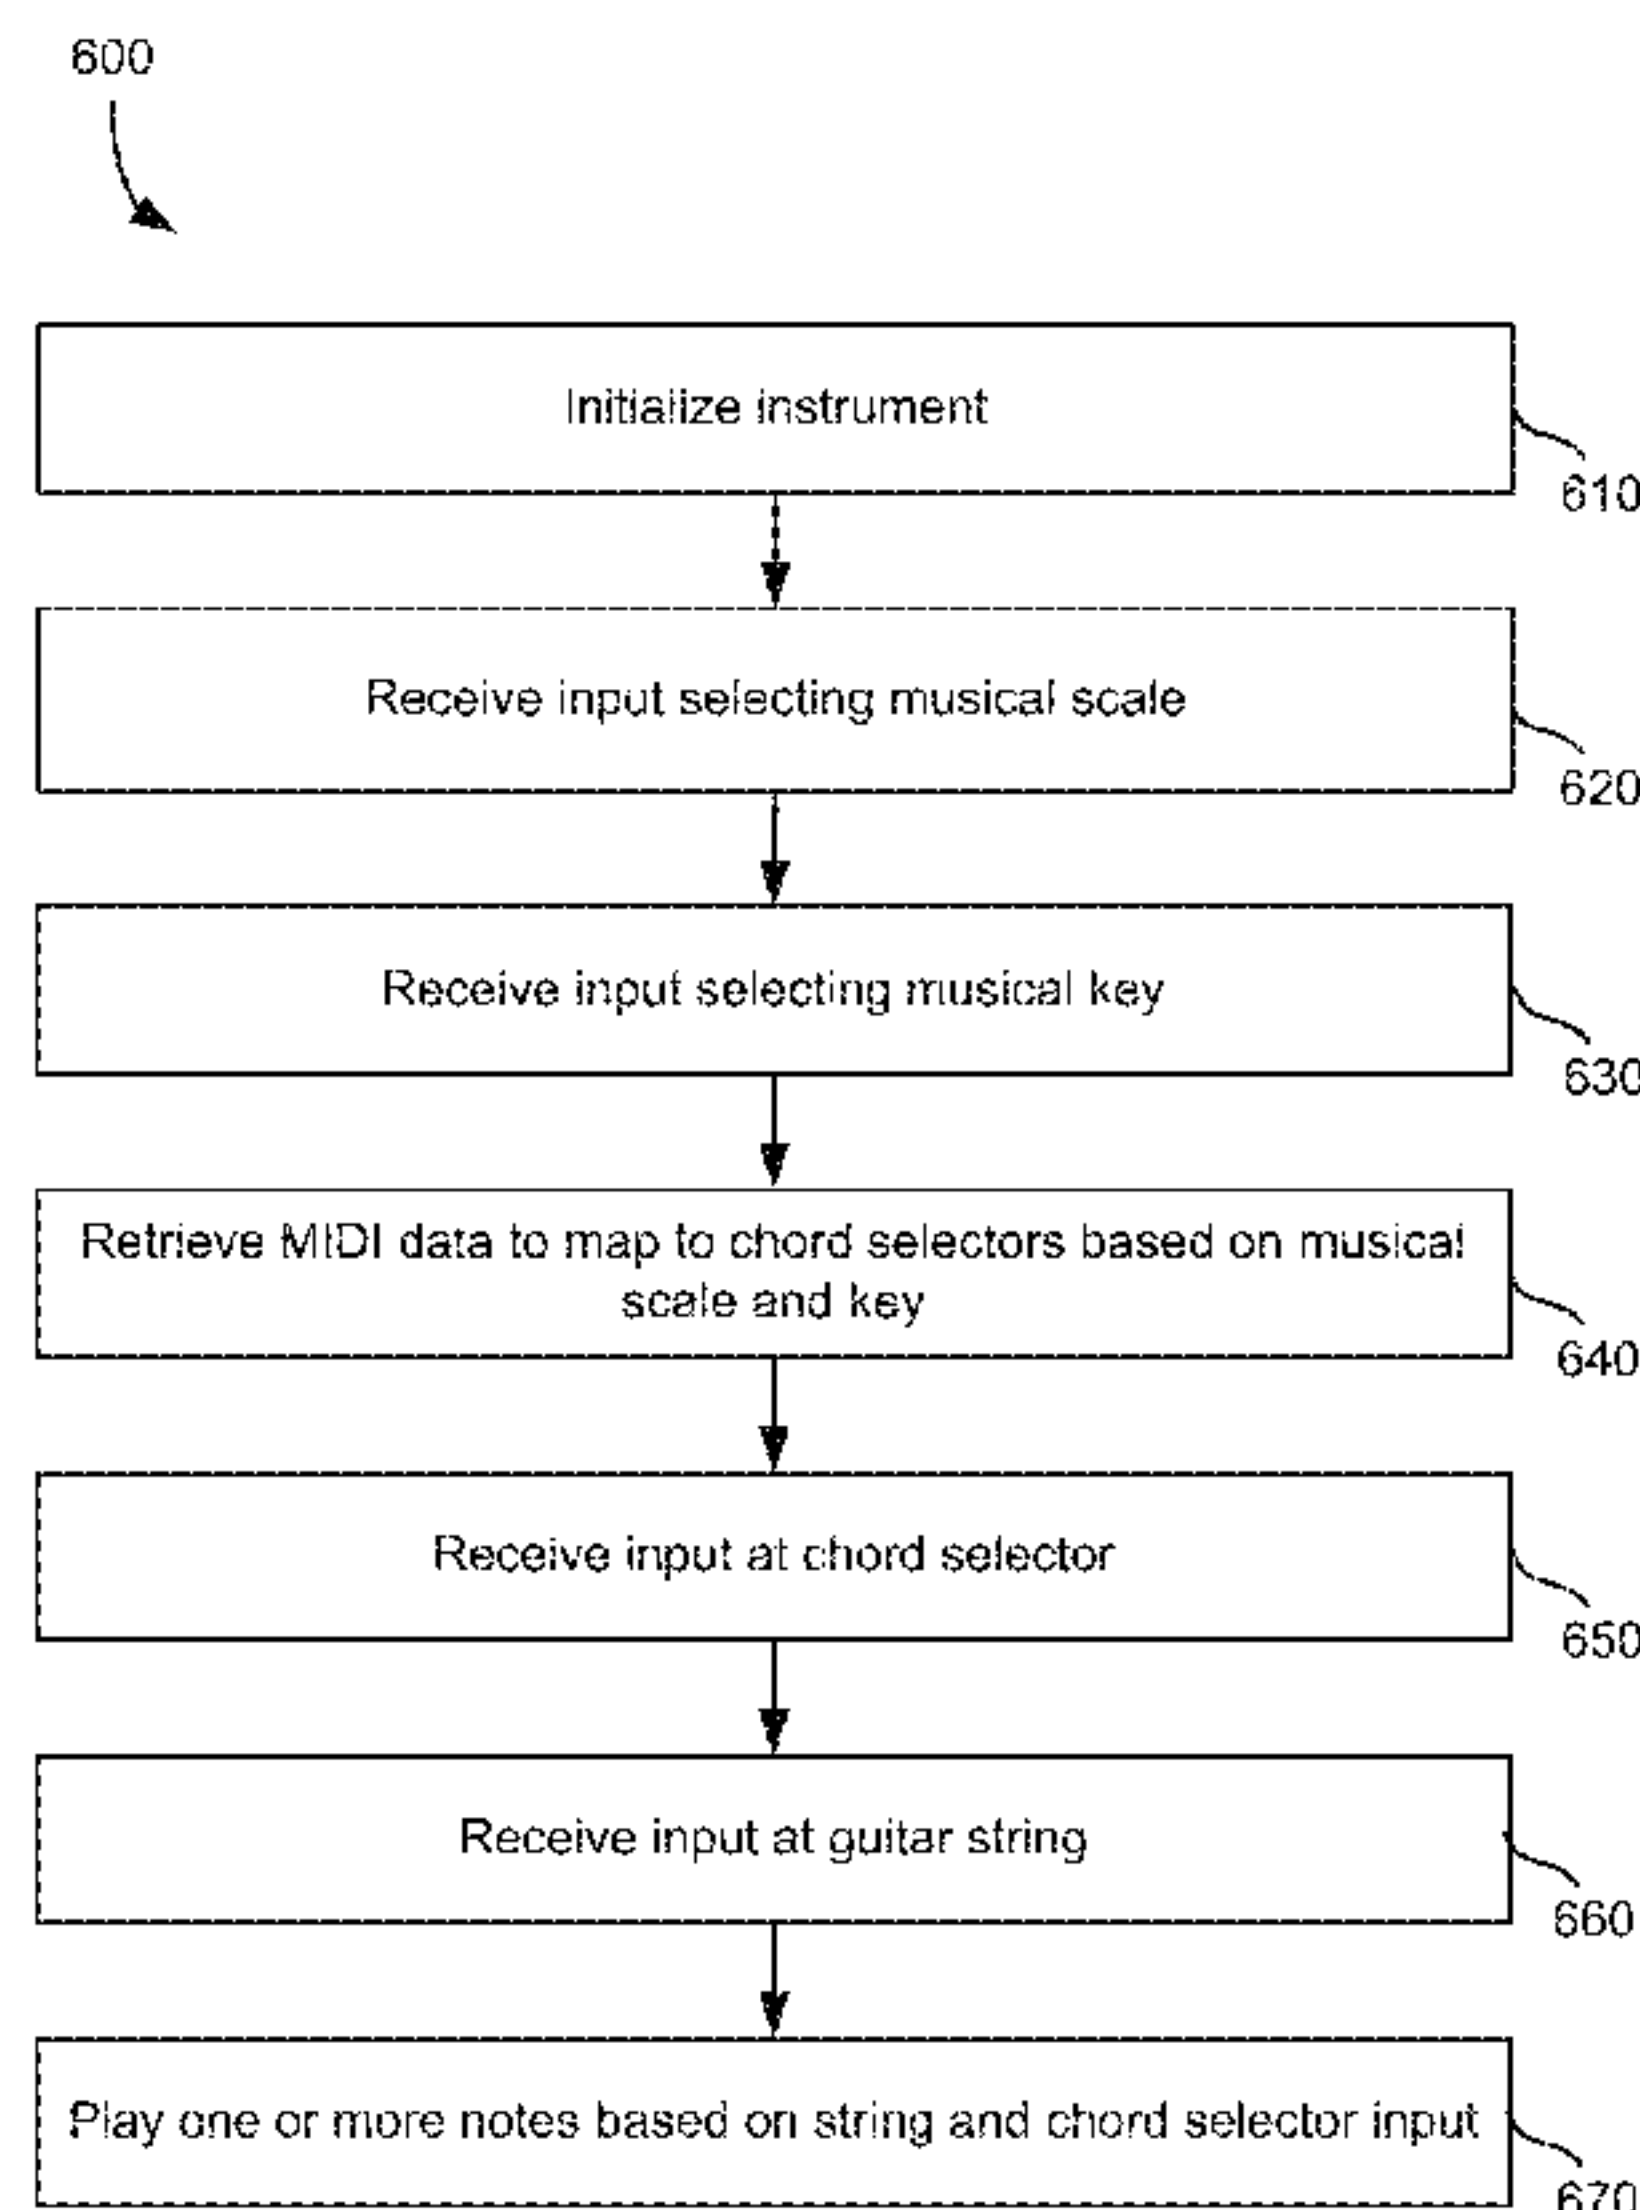 600
Initialize instrument
610
Receive input selecting musical scale
620
Receive input selecting musical key
630
Retrieve MIDI data to map to chord selectors based on musical
scale and key
640
Receive input at chord selector
650
Receive input at guitar string
660
Play one or more notes based on string and chord selector input
670